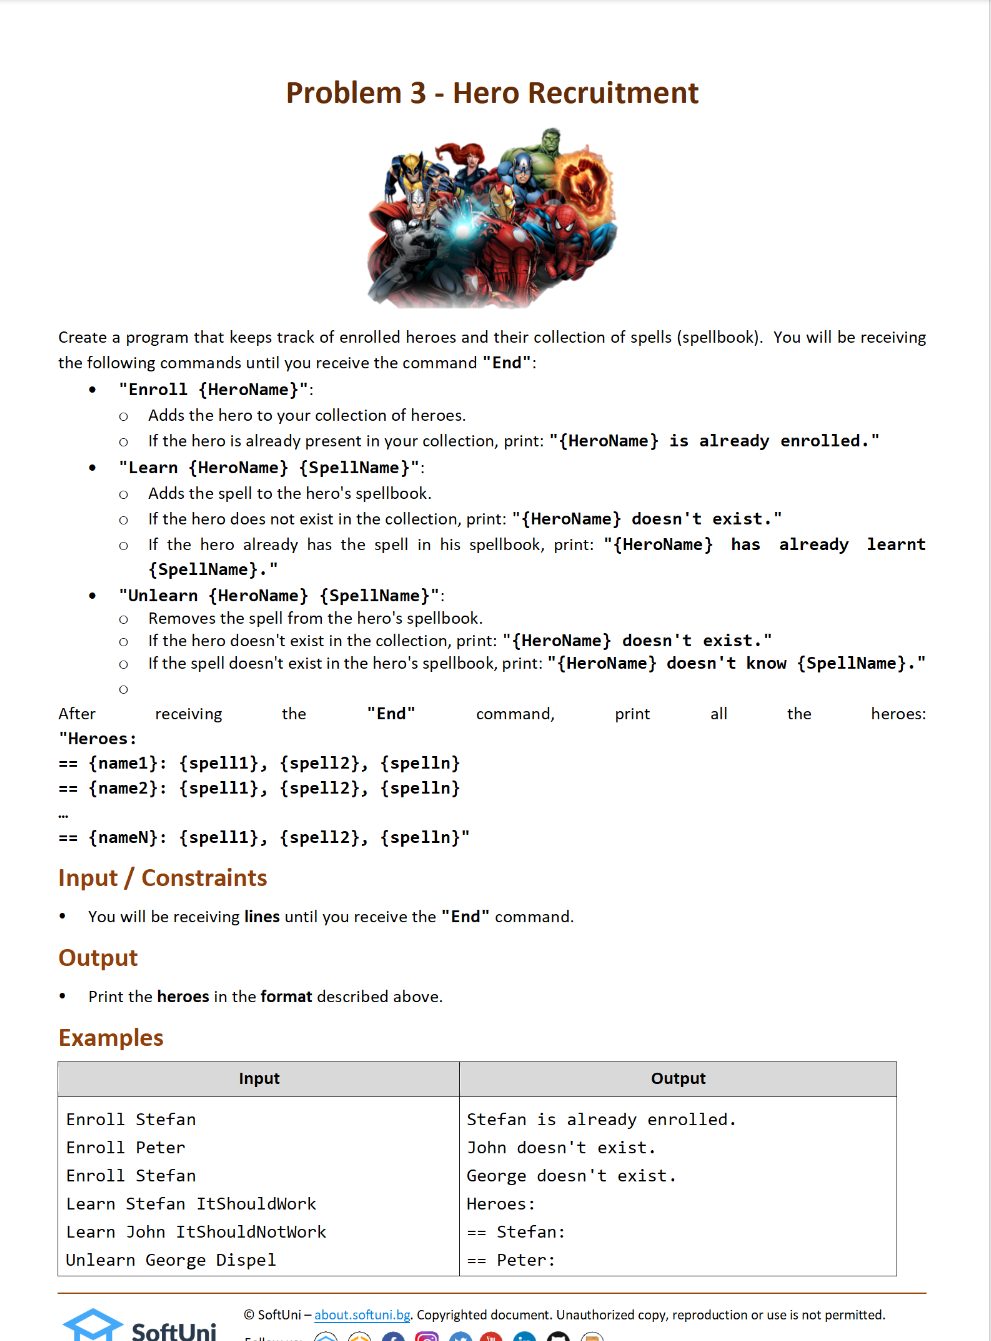 Problem 3 - Hero Recruitment
Create a program that keeps track of enrolled heroes and their collection of spells (spellbook). You will be receiving
the following commands until you receive the command "End":
• "Enroll {HeroName}":
o Adds the hero to your collection of heroes.
o If the hero is already present in your collection, print: "{HeroName} is already enrolled."
• "Learn {HeroName} {SpellName}":
o Adds the spell to the hero's spellbook.
o If the hero does not exist in the collection, print: "{HeroName} doesn't exist."
o If the hero already has the spell in his spellbook, print: "{HeroName} has already learnt
{SpellName}."
• "Unlearn {HeroName} {SpellName}":
o Removes the spell from the hero's spellbook.
o If the hero doesn't exist in the collection, print: "{HeroName} doesn't exist."
o If the spell doesn't exist in the hero's spellbook, print: "{HeroName} doesn't know {SpellName}."
o
After receiving the "End" command, print all the heroes:
"Heroes:
== {name1}: {spell1}, {spell2}, {spelln}
== {name2}: {spell1}, {spell2}, {spelln}
…
== {nameN}: {spell1}, {spell2}, {spelln}"
Input / Constraints
• You will be receiving lines until you receive the "End" command.
Output
• Print the heroes in the format described above.
Examples
Input Output
Enroll Stefan Stefan is already enrolled.
Enroll Peter John doesn't exist.
Enroll Stefan George doesn't exist.
Learn Stefan ItShouldWork Heroes:
Learn John ItShouldNotWork == Stefan:
Unlearn George Dispel == Peter:
© SoftUni – about.softuni.bg. Copyrighted document. Unauthorized copy, reproduction or use is not permitted.
SoftUni